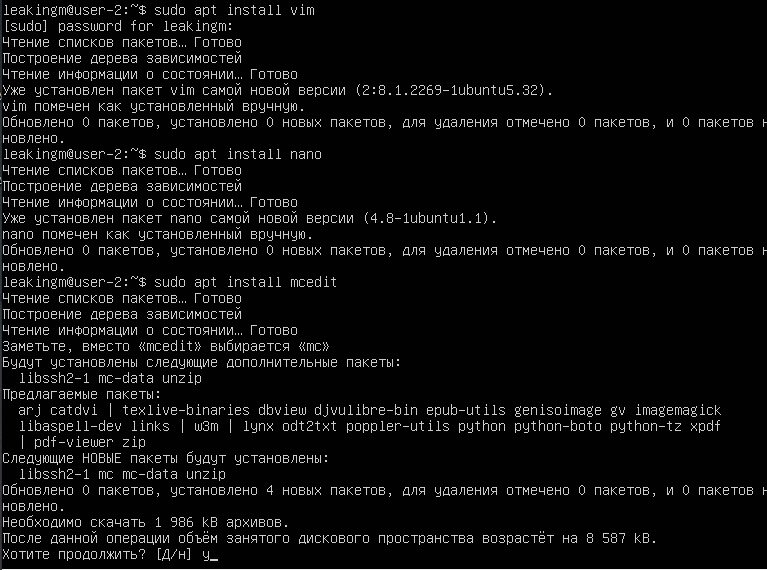 leakingm@user-2:~$ sudo apt install vim
[sudo] password for leakingm:
Чтение списков пакетов… Готово
Построение дерева зависимостей
Чтение информации о состоянии… Готово
Уже установлен пакет vim самой новой версии (2:8.1.2269-1ubuntu5.32).
vim помечен как установленный вручную.
Обновлено 0 пакетов, установлено 0 новых пакетов, для удаления отмечено 0 пакетов, и 0 пакетов н
новлено.
leakingm@user-2:~$ sudo apt install nano
Чтение списков пакетов… Готово
Построение дерева зависимостей
Чтение информации о состоянии… Готово
Уже установлен пакет nano самой новой версии (4.8-1ubuntu1.1).
nano помечен как установленный вручную.
Обновлено 0 пакетов, установлено 0 новых пакетов, для удаления отмечено 0 пакетов, и 0 пакетов н
новлено.
leakingm@user-2:~$ sudo apt install mcedit
Чтение списков пакетов… Готово
Построение дерева зависимостей
Чтение информации о состоянии… Готово
Заметьте, вместо «mcedit» выбирается «mc»
Будут установлены следующие дополнительные пакеты:
  libssh2-1 mc-data unzip
Предлагаемые пакеты:
  arj catdvi | texlive-binaries dbview djvulibre-bin epub-utils genisoimage gv imagemagick
  libaspell-dev links | w3m | lynx odt2txt poppler-utils python python-boto python-tz xpdf
  | pdf-viewer zip
Следующие НОВЫЕ пакеты будут установлены:
  libssh2-1 mc mc-data unzip
Обновлено 0 пакетов, установлено 4 новых пакетов, для удаления отмечено 0 пакетов, и 0 пакетов н
новлено.
Необходимо скачать 1 986 kB архивов.
После данной операции объём занятого дискового пространства возрастёт на 8 587 kB.
Хотите продолжить? [Д/н] y_